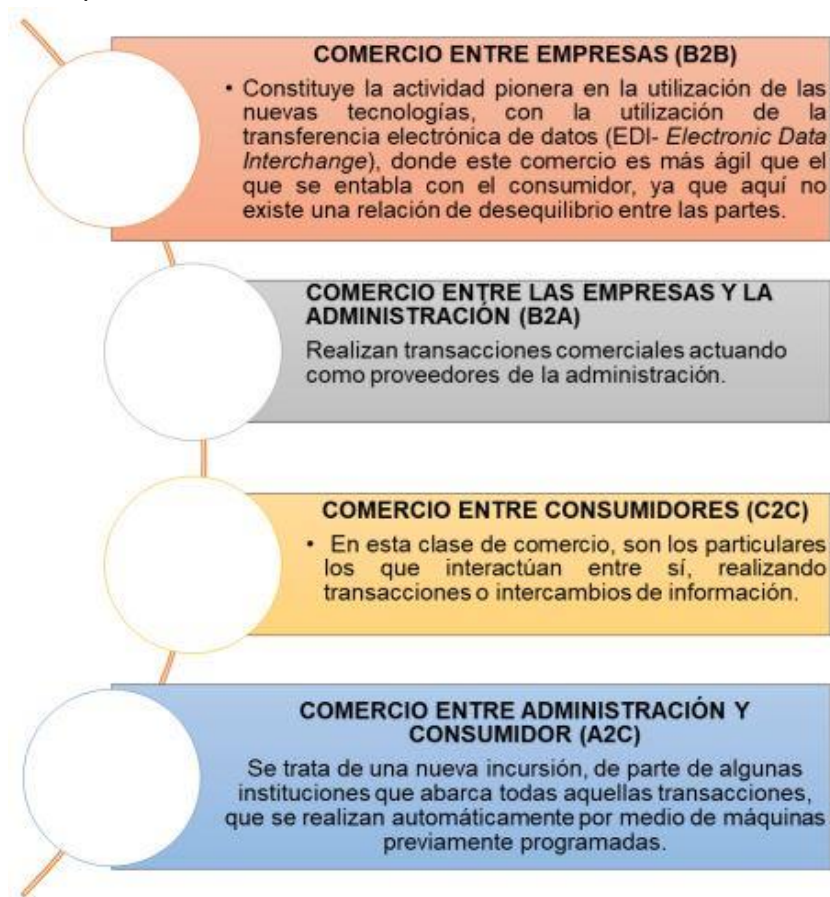 COMERCIO ENTRE EMPRESAS (B2B)
• Constituye la actividad pionera en la utilización de las
nuevas tecnologías, con la utilización de la
transferencia electrónica de datos (EDI- Electronic Data
Interchange), donde este comercio es más ágil que el
que se entabla con el consumidor, ya que aquí no
existe una relación de desequilibrio entre las partes.
COMERCIO ENTRE LAS EMPRESAS Y LA
ADMINISTRACIÓN (B2A)
Realizan transacciones comerciales actuando
como proveedores de la administración.
COMERCIO ENTRE CONSUMIDORES (C2C)
• En esta clase de comercio, son los particulares
los que interactúan entre sí, realizando
transacciones o intercambios de información.
COMERCIO ENTRE ADMINISTRACIÓN Y
CONSUMIDOR (A2C)
Se trata de una nueva incursión, de parte de algunas
instituciones que abarca todas aquellas transacciones,
que se realizan automáticamente por medio de máquinas
previamente programadas.